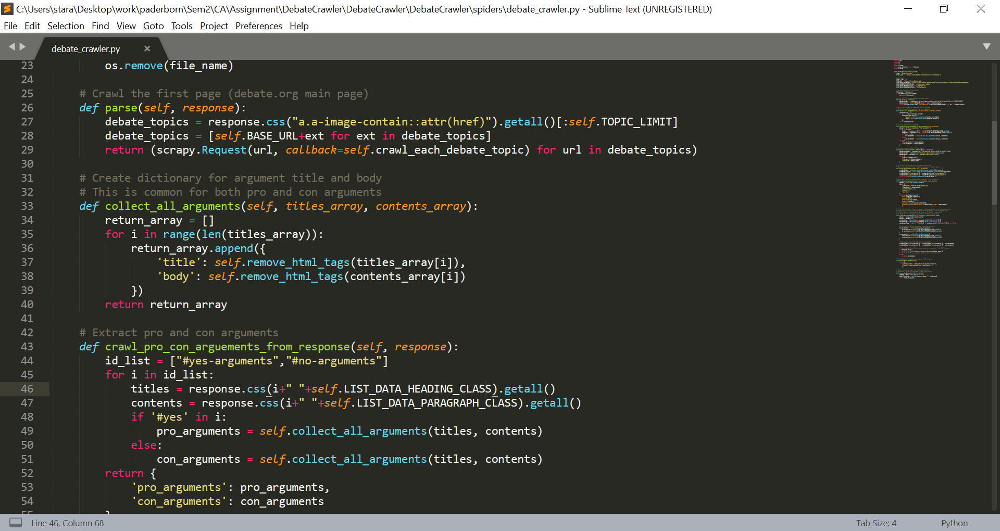 C:\Users\stara\Desktop\work\paderborn\Sem2\CA\Assignment\DebateCrawler\DebateCrawler\DebateCrawler\spiders\debate_crawler.py - Sublime Text (UNREGISTERED)
File Edit Selection Find View Goto Tools Project Preferences Help
debate_crawler.py
23 os.remove(file_name)
24
25 # Crawl the first page (debate.org main page)
26 def parse(self, response):
27 debate_topics = response.css("a.a-image-contain::attr(href)").getall()[:self.TOPIC_LIMIT]
28 debate_topics = [self.BASE_URL+ext for ext in debate_topics]
29 return (scrapy.Request(url, callback=self.crawl_each_debate_topic) for url in debate_topics)
30
31 # Create dictionary for argument title and body
32 # This is common for both pro and con arguments
33 def collect_all_arguments(self, titles_array, contents_array):
34 return_array = []
35 for i in range(len(titles_array)):
36 return_array.append({
37 'title': self.remove_html_tags(titles_array[i]),
38 'body': self.remove_html_tags(contents_array[i])
39 })
40 return return_array
41
42 # Extract pro and con arguments
43 def crawl_pro_con_arguements_from_response(self, response):
44 id_list = ["#yes-arguments","#no-arguments"]
45 for i in id_list:
46 titles = response.css(i+" "+self.LIST_DATA_HEADING_CLASS).getall()
47 contents = response.css(i+" "+self.LIST_DATA_PARAGRAPH_CLASS).getall()
48 if '#yes' in i:
49 pro_arguments = self.collect_all_arguments(titles, contents)
50 else:
51 con_arguments = self.collect_all_arguments(titles, contents)
52 return {
53 'pro_arguments': pro_arguments,
54 'con_arguments': con_arguments
Line 46, Column 68
Tab Size: 4
Python